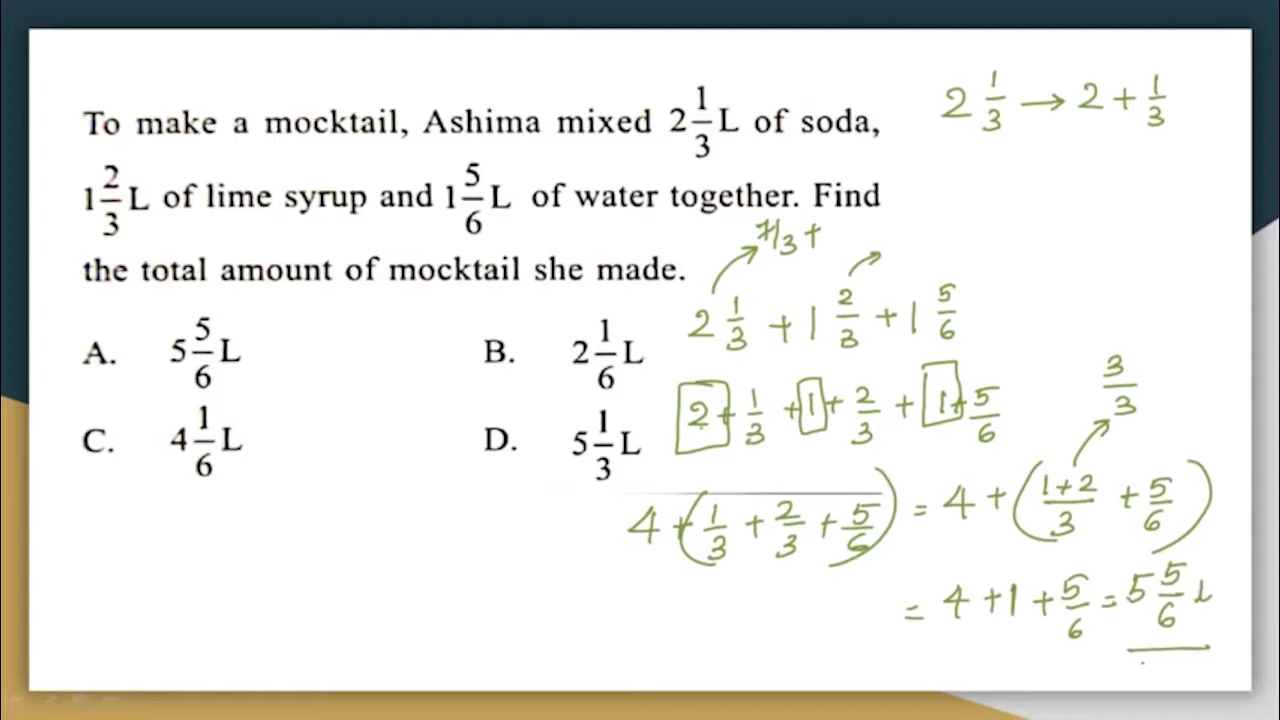 To make a mocktail, Ashima mixed 2 1/3 L of soda,
1 2/3 L of lime syrup and 1 5/6 L of water together. Find
the total amount of mocktail she made.
A. 5 5/6 L
B. 2 1/6 L
C. 4 1/6 L
D. 5 1/3 L
2 1/3 → 2 + 1/3
7/3 +
2 1/3 + 1 2/3 + 1 5/6
2 + 1/3 + 1 + 2/3 + 1 + 5/6
3/3
4 + (1/3 + 2/3 + 5/6) = 4 + ((1+2)/3 + 5/6)
= 4 + 1 + 5/6 = 5 5/6 L